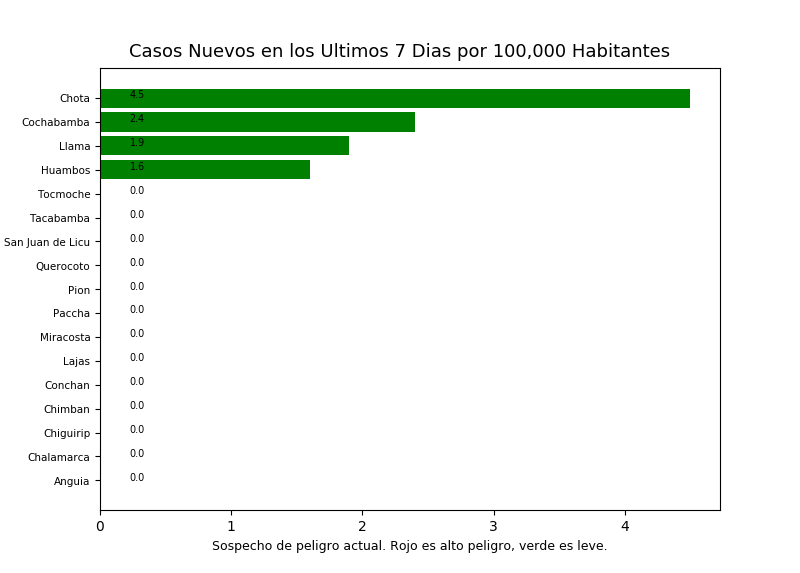 Casos Nuevos en los Ultimos 7 Dias por 100,000 Habitantes
Chota 4.5
Cochabamba 2.4
Llama 1.9
Huambos 1.6
Tocmoche 0.0
Tacabamba 0.0
San Juan de Licu 0.0
Querocoto 0.0
Pion 0.0
Paccha 0.0
Miracosta 0.0
Lajas 0.0
Conchan 0.0
Chimban 0.0
Chiguirip 0.0
Chalamarca 0.0
Anguia 0.0
0 1 2 3 4
Sospecho de peligro actual. Rojo es alto peligro, verde es leve.